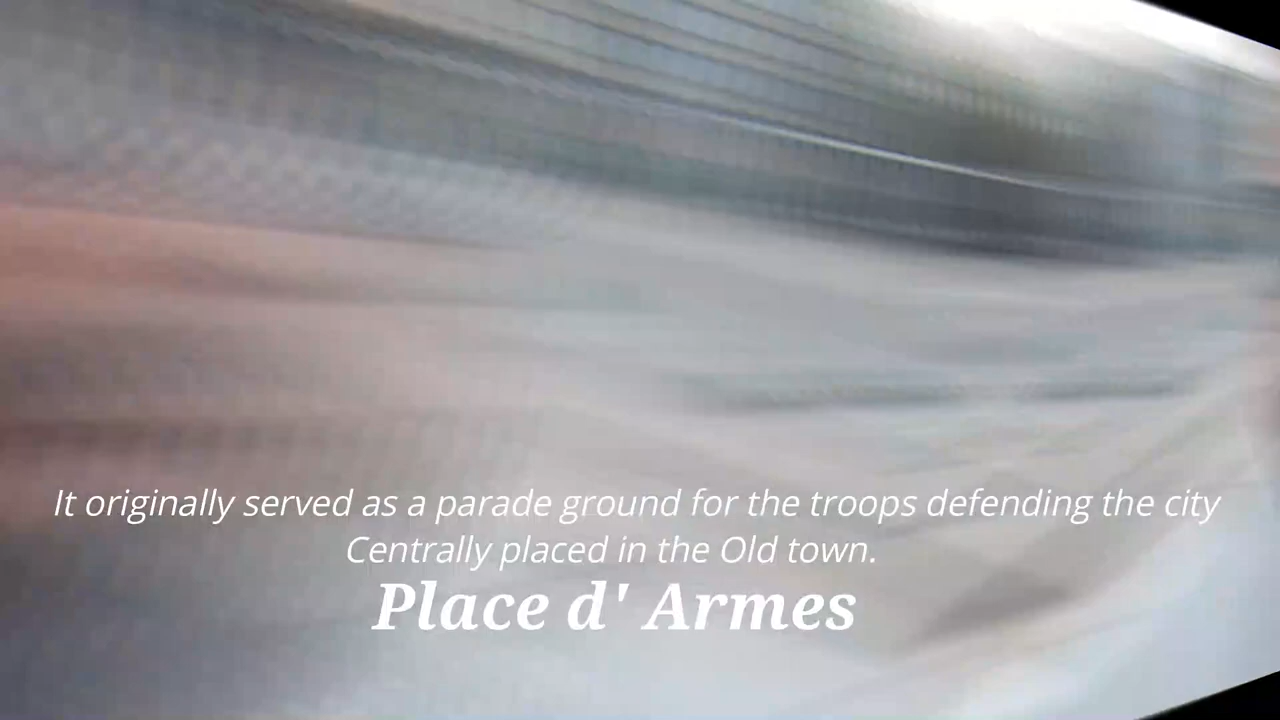 It originally served as a parade ground for the troops defending the city
Centrally placed in the Old town.
Place d' Armes